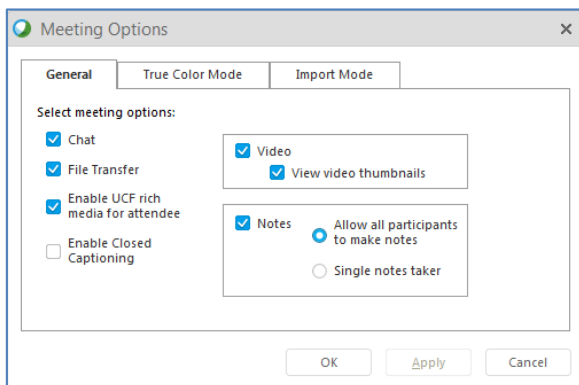 Meeting Options
General
True Color Mode
Import Mode
Select meeting options:
Chat
File Transfer
Enable UCF rich
media for attendee
Enable Closed
Captioning
Video
View video thumbnails
Notes
Allow all participants
to make notes
Single notes taker
OK
Apply
Cancel